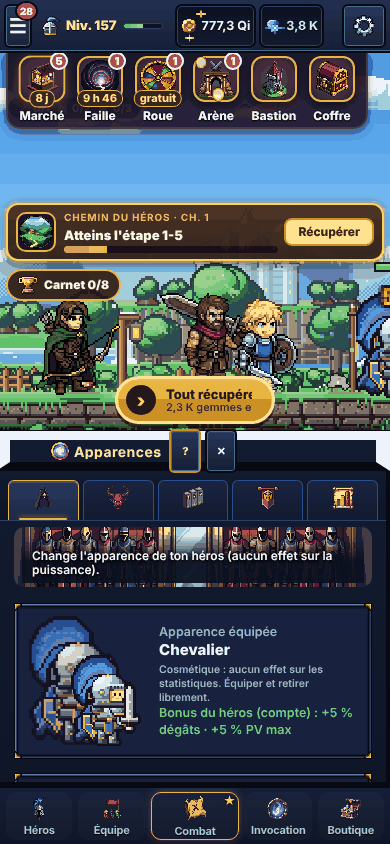 28
Niv. 157
777,3 Qi
3,8 K
5
1
1
1
8 j
9 h 46
gratuit
Marché
Faille
Roue
Arène
Bastion
Coffre
CHEMIN DU HÉROS · CH. 1
Atteins l'étape 1-5
Récupérer
Carnet 0/8
Tout récupére
2,3 K gemmes e
Apparences
?
×
Change l'apparence de ton héros (aucun effet sur la
puissance).
Apparence équipée
Chevalier
Cosmétique : aucun effet sur les
statistiques. Équiper et retirer
librement.
Bonus du héros (compte) : +5 %
dégâts · +5 % PV max
Héros
Équipe
Combat
Invocation
Boutique